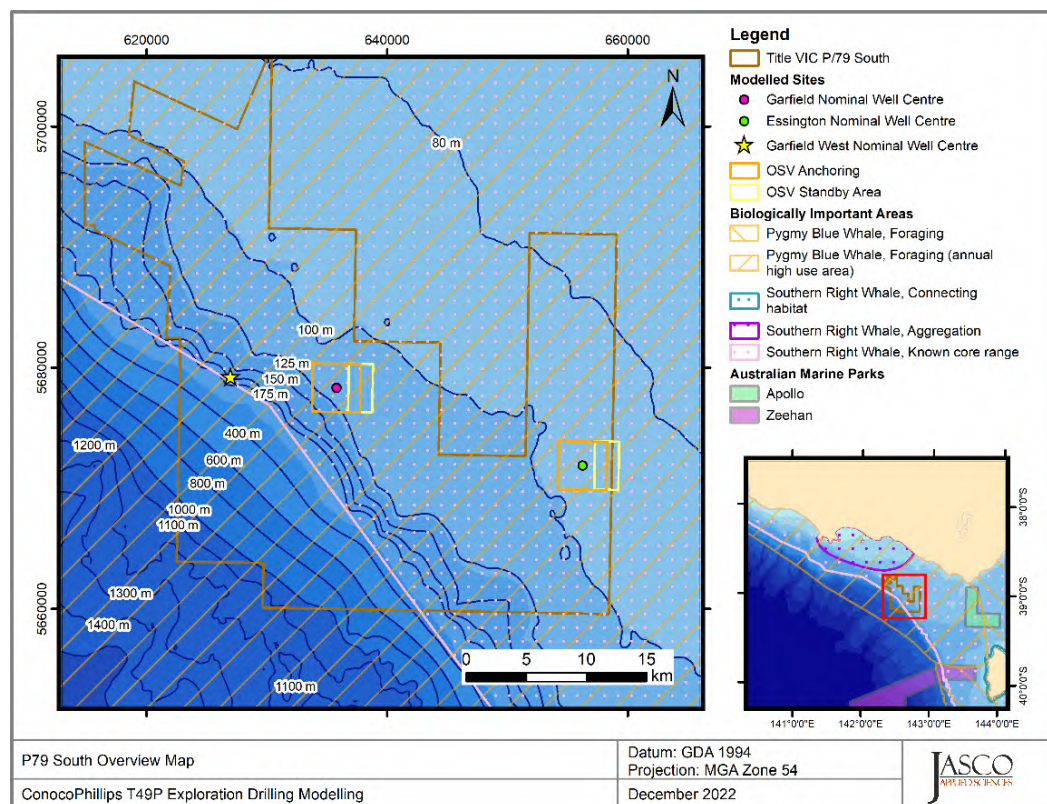 620000
640000
660000
5700000
5680000
5660000
N
80 m
100 m
125 m
150 m
175 m
400 m
600 m
800 m
1000 m
1100 m
1200 m
1300 m
1400 m
1100 m
0 5 10 15
km
Legend
Title VIC P/79 South
Modelled Sites
Garfield Nominal Well Centre
Essington Nominal Well Centre
Garfield West Nominal Well Centre
OSV Anchoring
OSV Standby Area
Biologically Important Areas
Pygmy Blue Whale, Foraging
Pygmy Blue Whale, Foraging (annual
high use area)
Southern Right Whale, Connecting
habitat
Southern Right Whale, Aggregation
Southern Right Whale, Known core range
Australian Marine Parks
Apollo
Zeehan
38°0'0"S
39°0'0"S
40°0'0"S
141°0'0"E 142°0'0"E 143°0'0"E 144°0'0"E
P79 South Overview Map
ConocoPhillips T49P Exploration Drilling Modelling
Datum: GDA 1994
Projection: MGA Zone 54
December 2022
JASCO
APPLIED SCIENCES